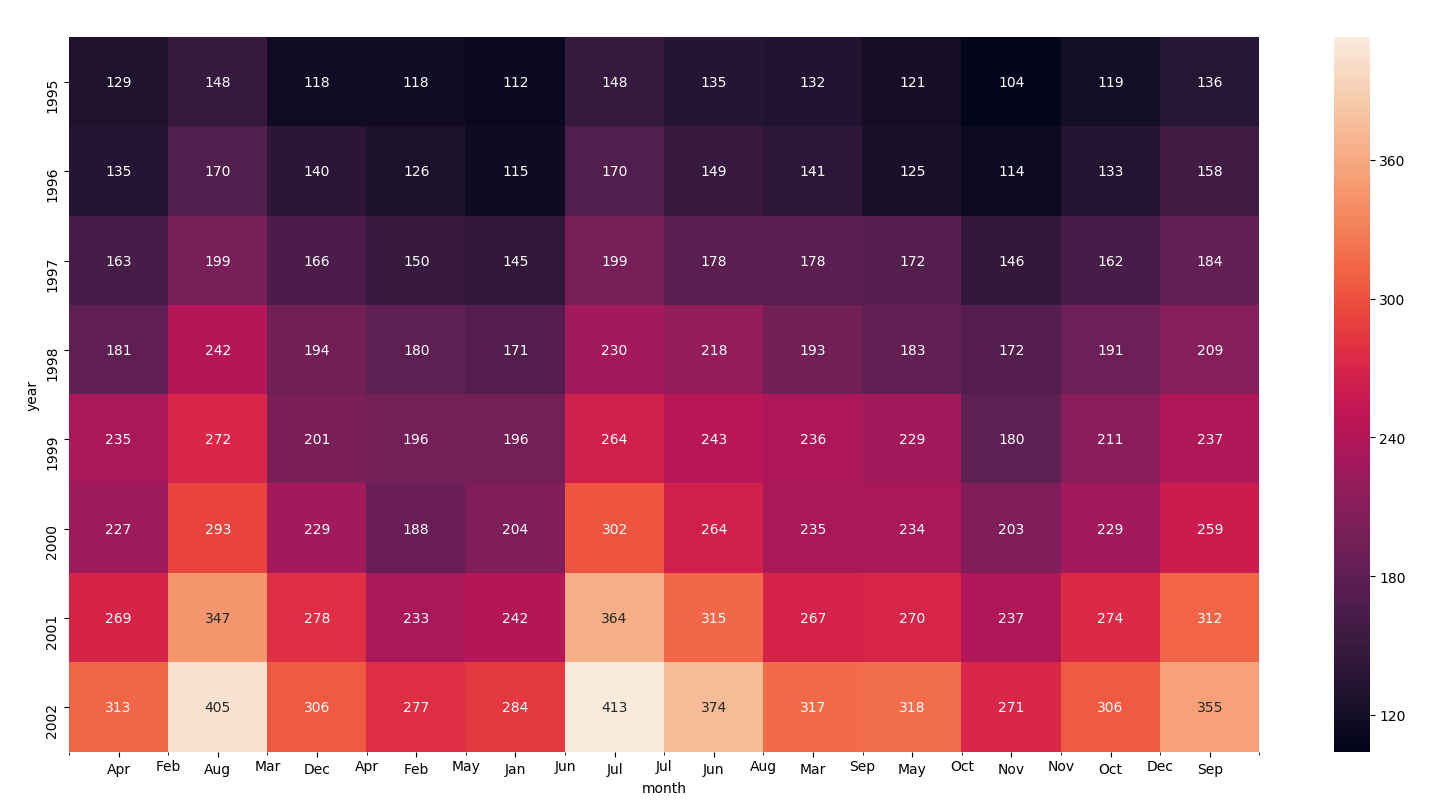 1995 129 148 118 118 112 148 135 132 121 104 119 136
1996 135 170 140 126 115 170 149 141 125 114 133 158
360
1997 163 199 166 150 145 199 178 178 172 146 162 184
300
1998 181 242 194 180 171 230 218 193 183 172 191 209
year
1999 235 272 201 196 196 264 243 236 229 180 211 237
240
2000 227 293 229 188 204 302 264 235 234 203 229 259
180
2001 269 347 278 233 242 364 315 267 270 237 274 312
2002 313 405 306 277 284 413 374 317 318 271 306 355
120
Feb Mar Apr May Jun Jul Aug Sep Oct Nov Dec
Apr Aug Dec Feb Jan Jul Jun Mar May Nov Oct Sep
month